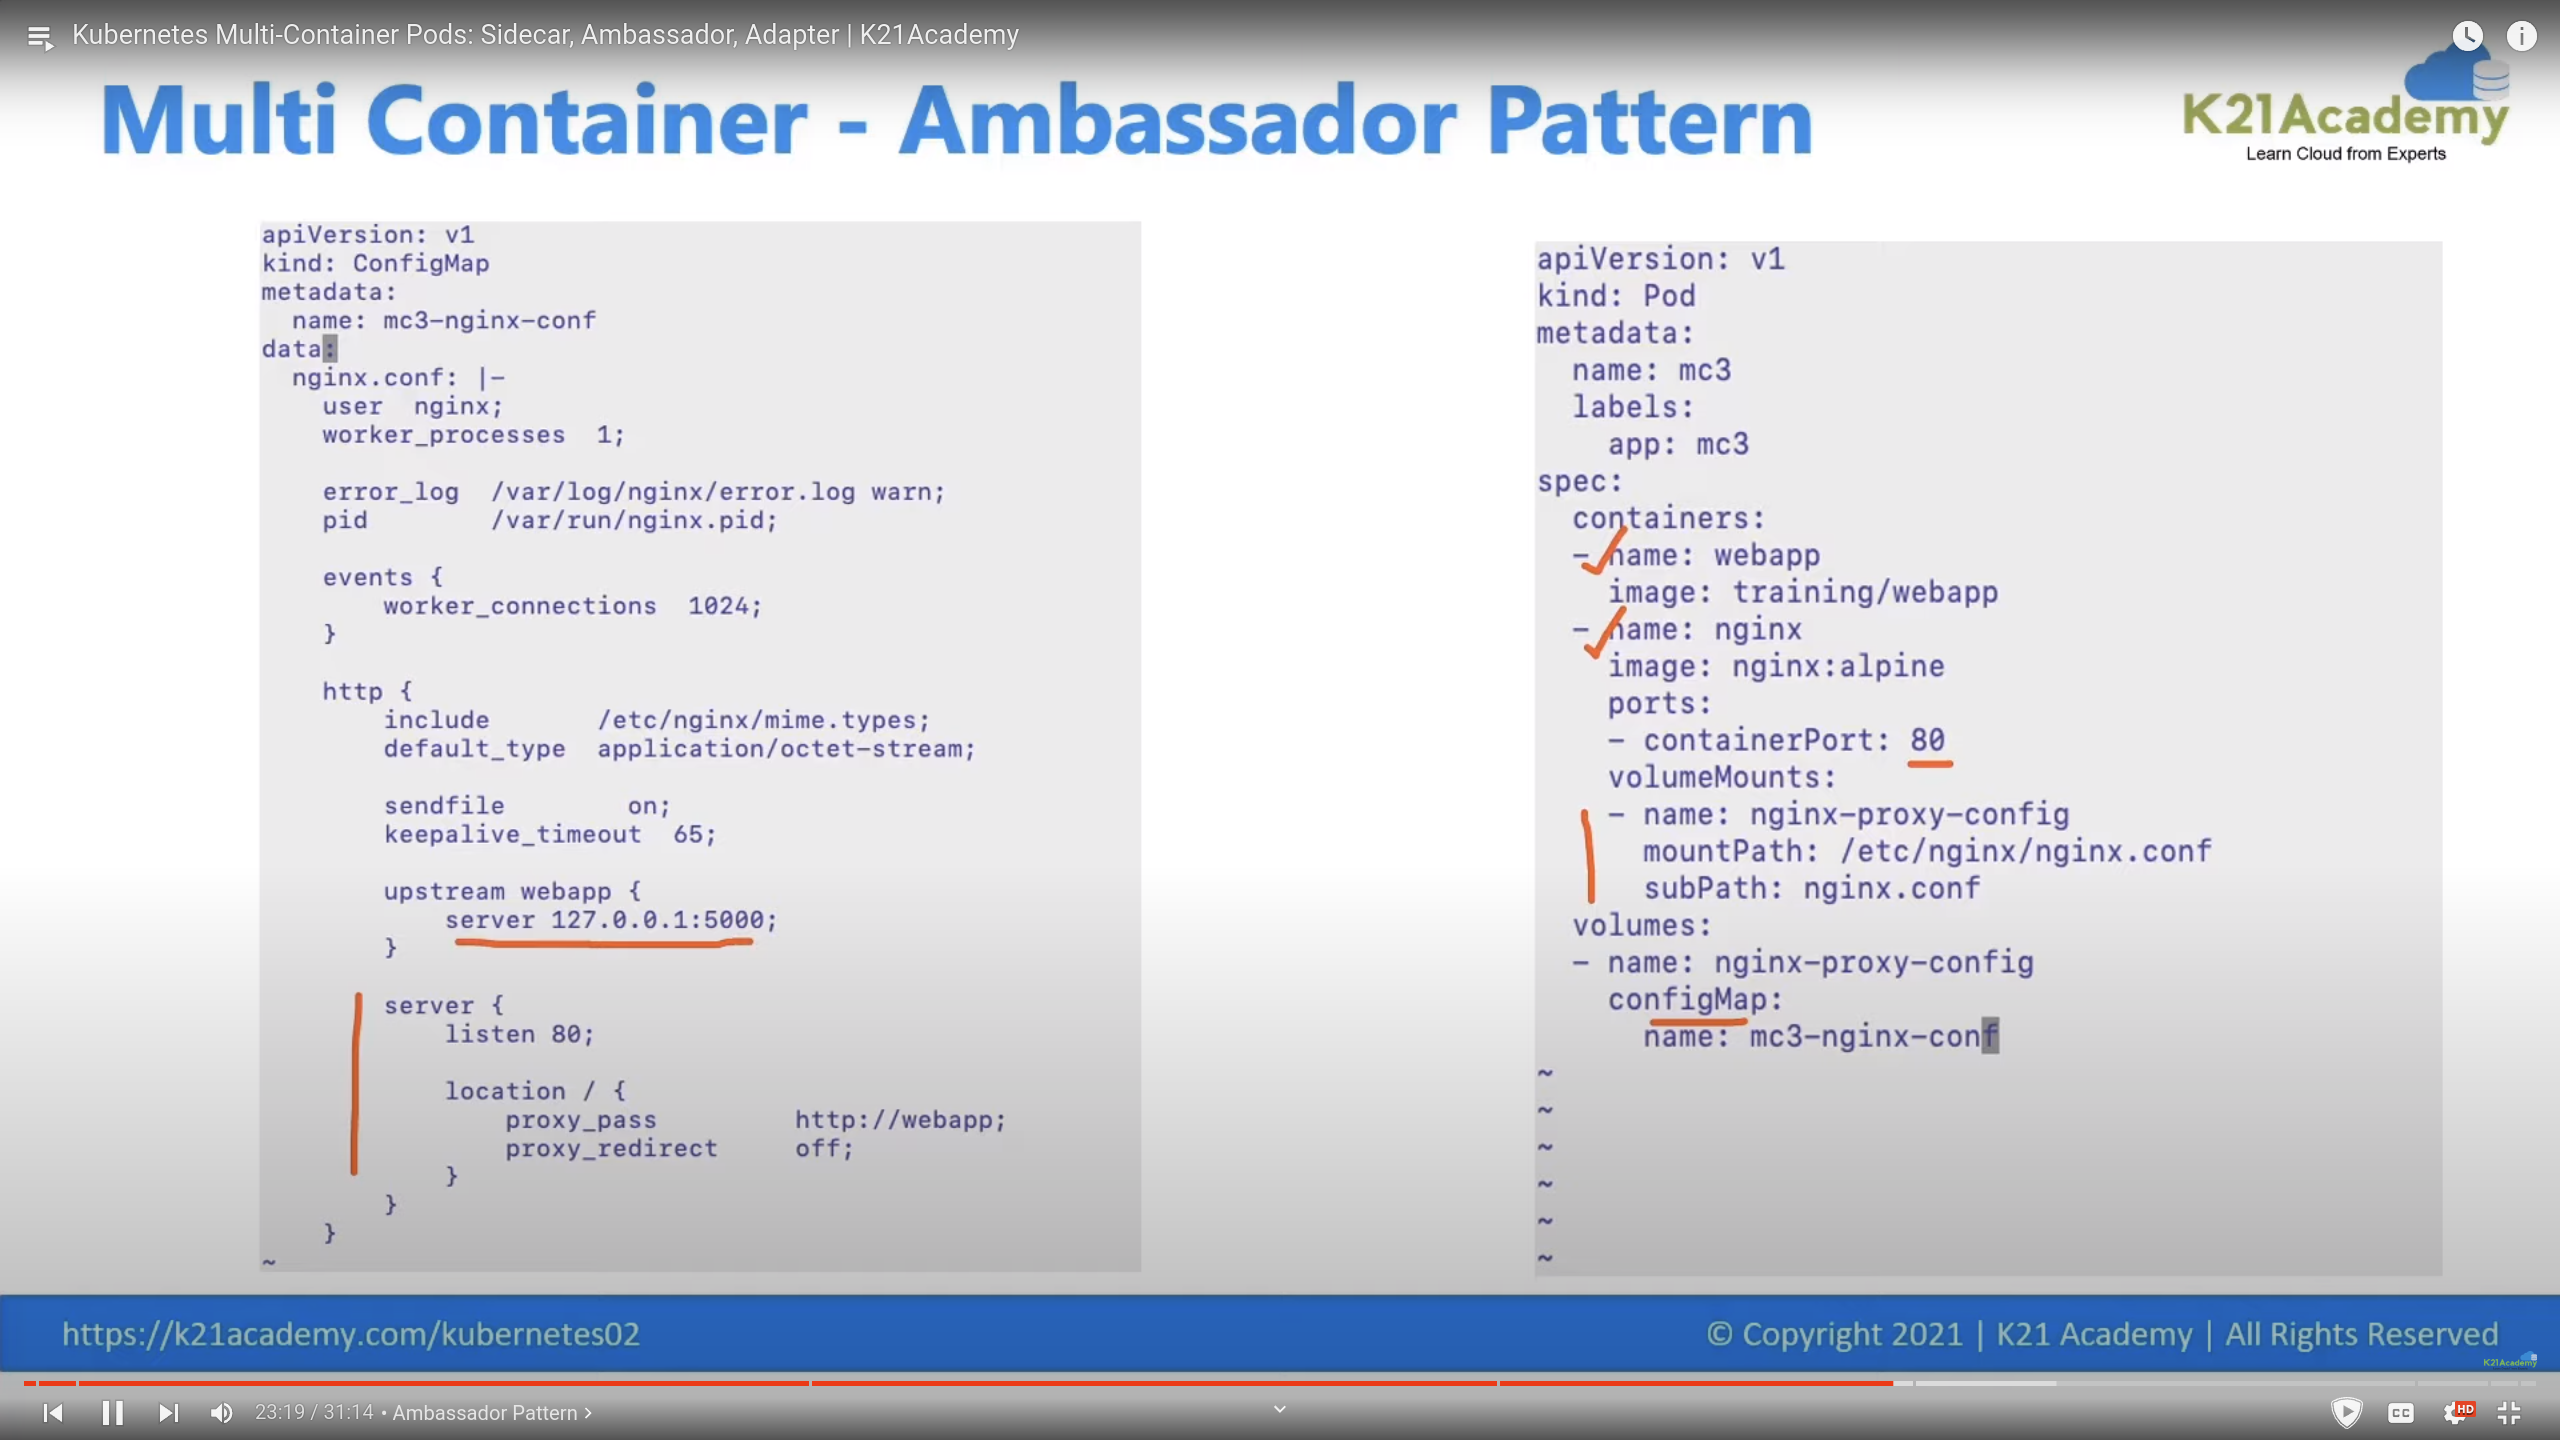 Kubernetes Multi-Container Pods: Sidecar, Ambassador, Adapter | K21Academy
Multi Container - Ambassador Pattern
K21Academy
Learn Cloud from Experts
apiVersion: v1
kind: ConfigMap
metadata:
  name: mc3-nginx-conf
data:
  nginx.conf: |-
    user  nginx;
    worker_processes  1;
    error_log  /var/log/nginx/error.log warn;
    pid        /var/run/nginx.pid;
    events {
        worker_connections  1024;
    }
    http {
        include       /etc/nginx/mime.types;
        default_type  application/octet-stream;
        sendfile        on;
        keepalive_timeout  65;
        upstream webapp {
            server 127.0.0.1:5000;
        }
        server {
            listen 80;
            location / {
                proxy_pass         http://webapp;
                proxy_redirect     off;
            }
        }
    }
~
apiVersion: v1
kind: Pod
metadata:
  name: mc3
  labels:
    app: mc3
spec:
  containers:
  - name: webapp
    image: training/webapp
  - name: nginx
    image: nginx:alpine
    ports:
    - containerPort: 80
    volumeMounts:
    - name: nginx-proxy-config
      mountPath: /etc/nginx/nginx.conf
      subPath: nginx.conf
  volumes:
  - name: nginx-proxy-config
    configMap:
      name: mc3-nginx-conf
~
~
~
~
~
~
https://k21academy.com/kubernetes02
© Copyright 2021 | K21 Academy | All Rights Reserved
K21Academy
23:19 / 31:14 • Ambassador Pattern ›
CC
HD